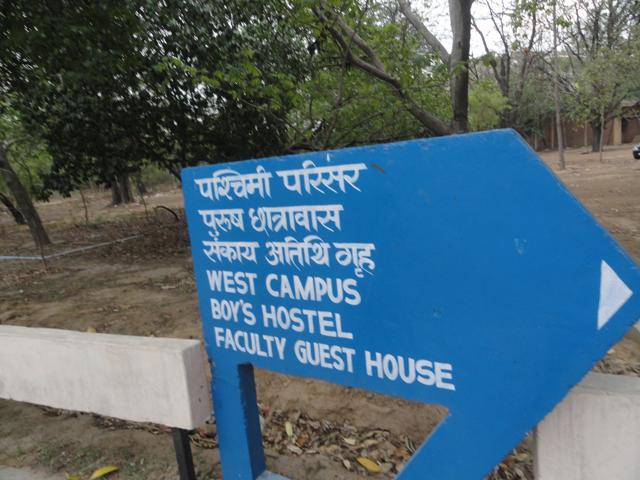 पश्चिमी परिसर
पुरूष छात्रावास
संकाय अतिथि गृह
WEST CAMPUS
BOY'S HOSTEL
FACULTY GUEST HOUSE